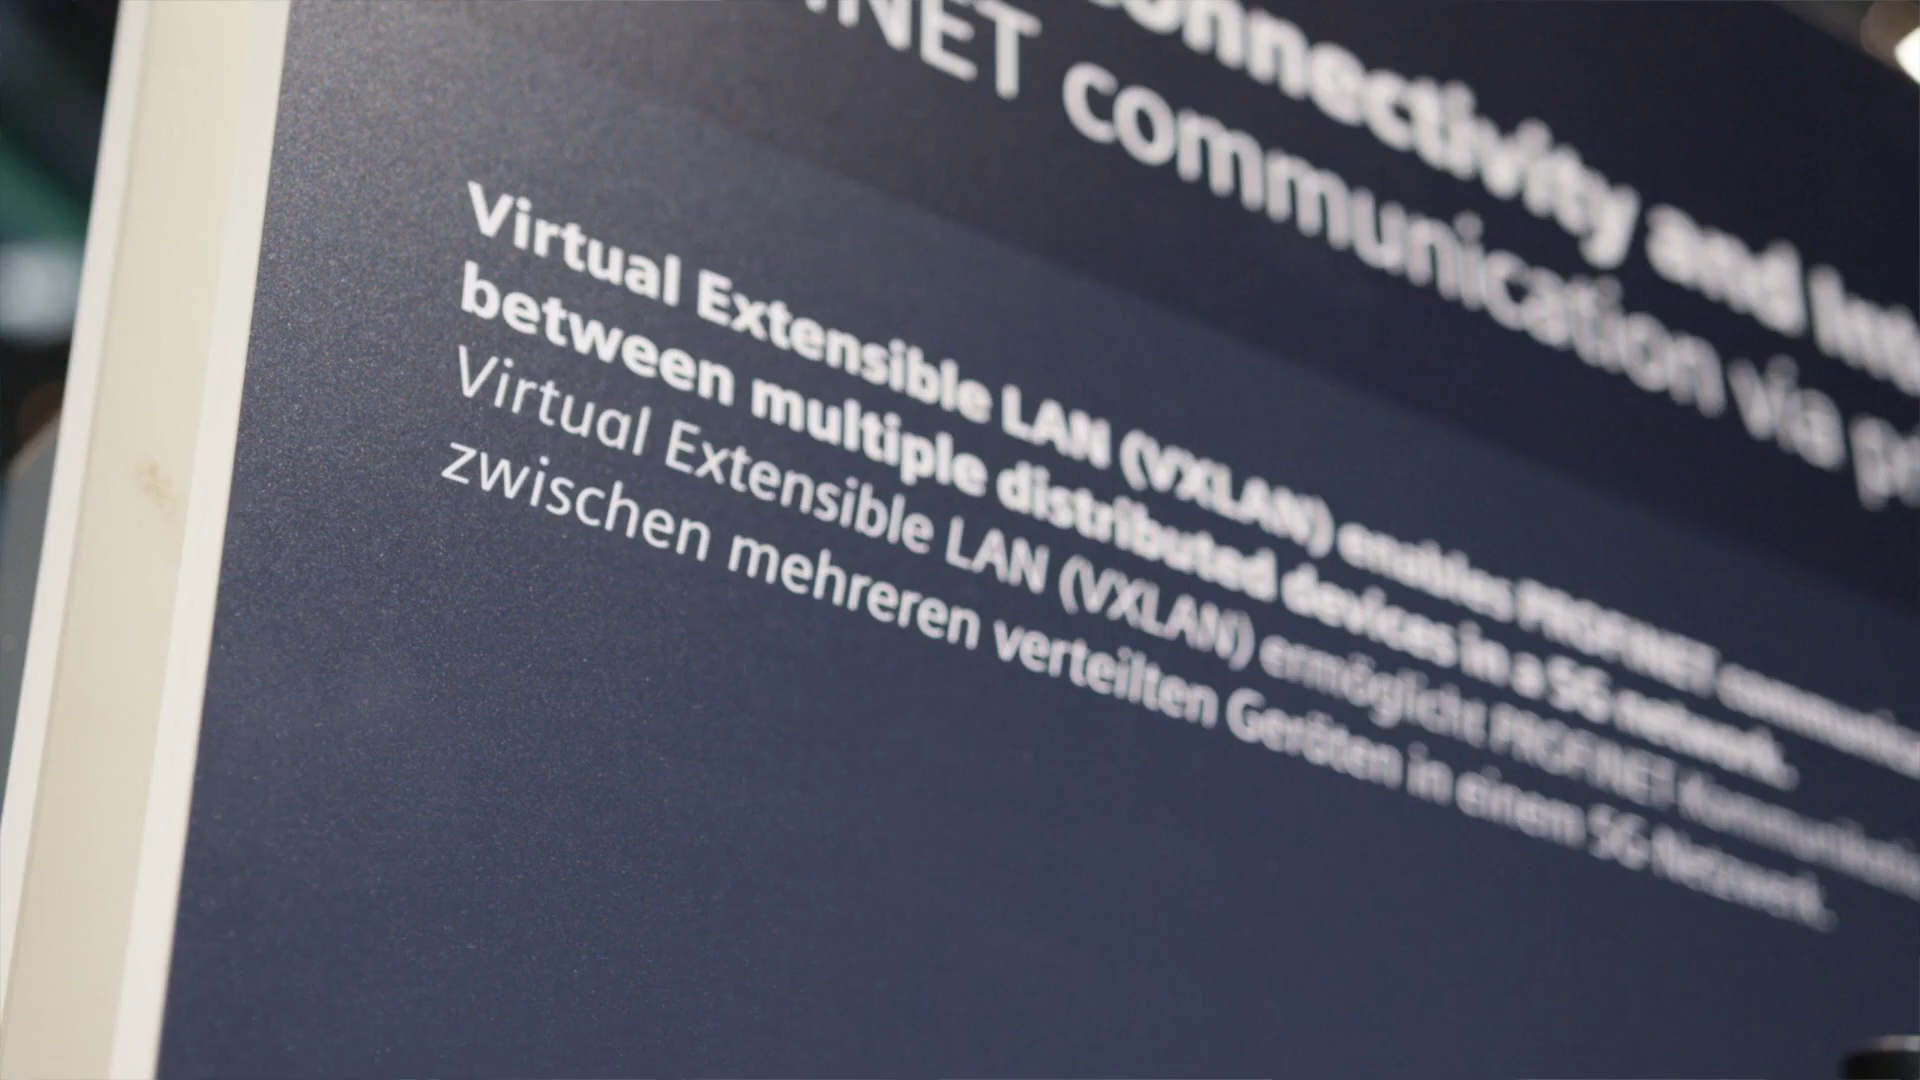 connectivity and
communication via
Virtual Extensible LAN (VXLAN) enables PROFINET
between multiple distributed devices in a 5G network.
Virtual Extensible LAN (VXLAN) ermöglicht PROFINET
zwischen mehreren verteilten Geräten in einem 5G-Netzwerk.